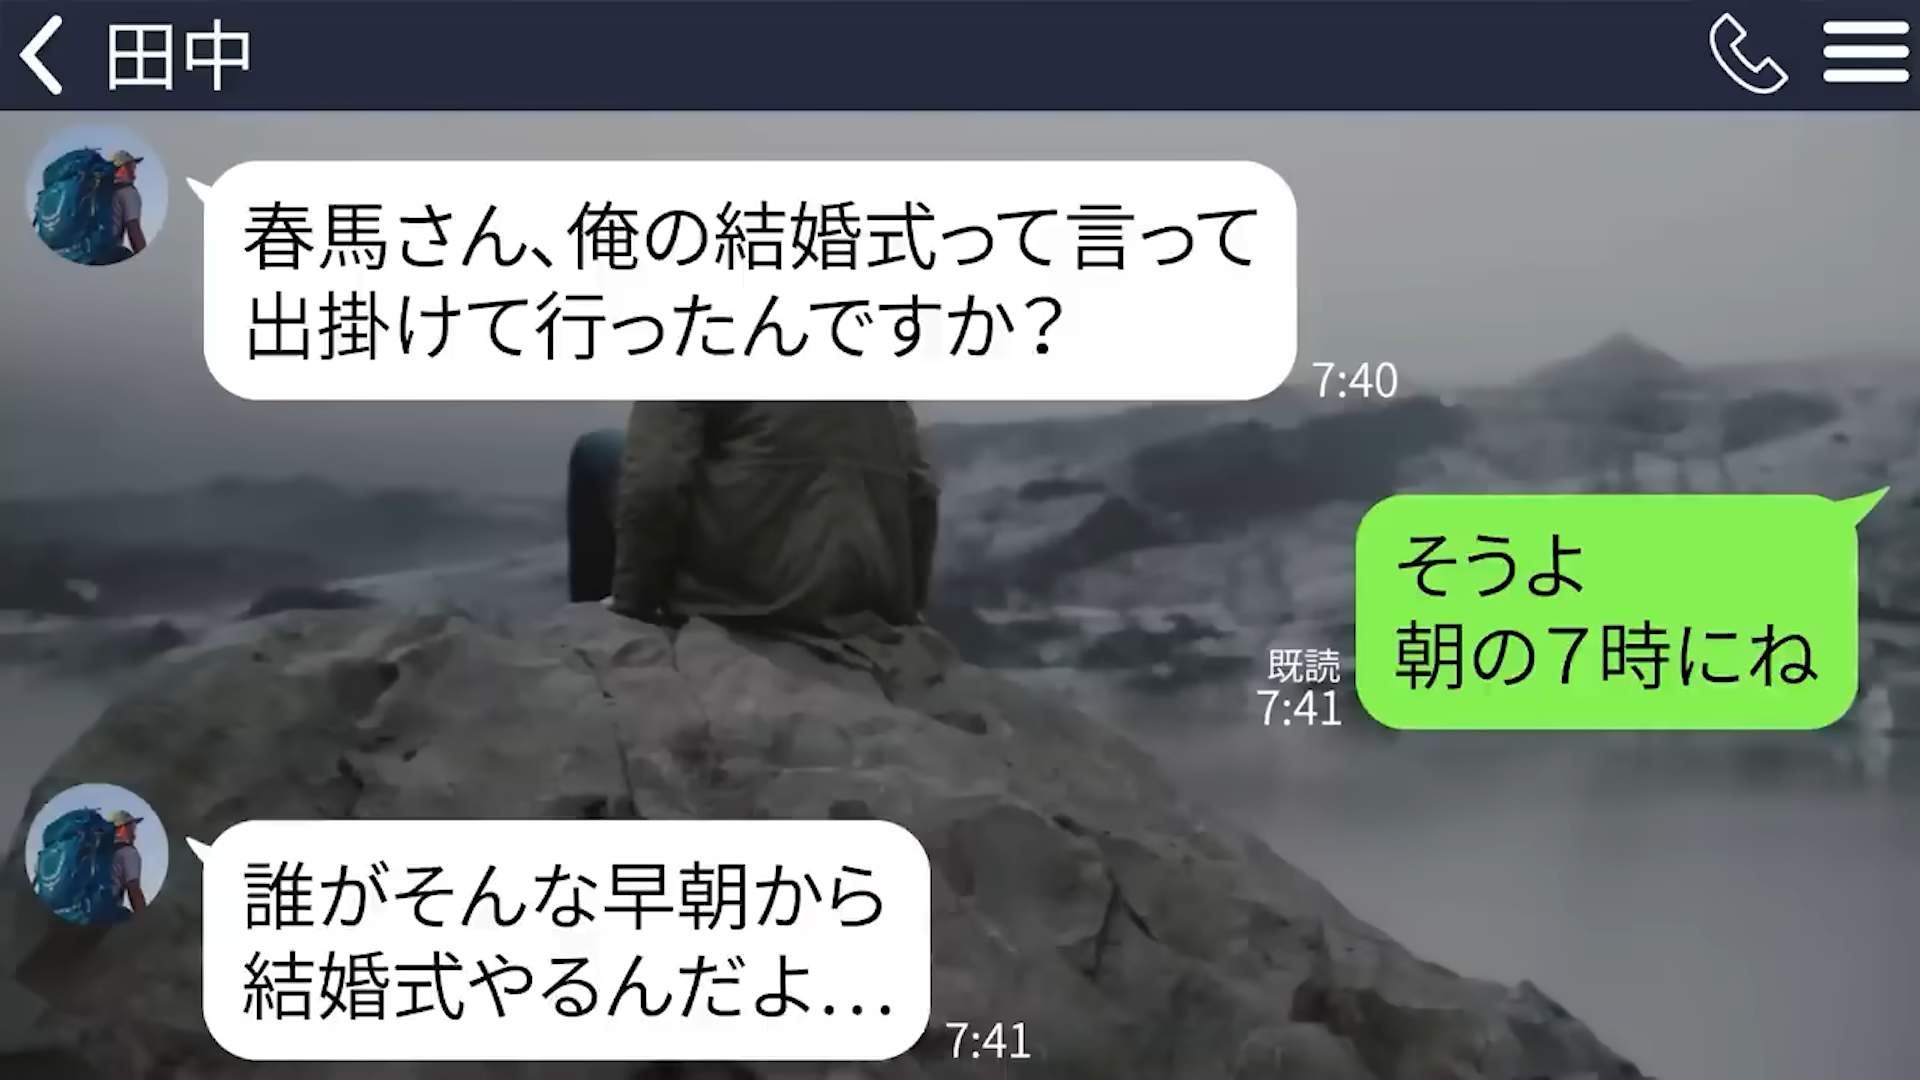 田中
春馬さん、俺の結婚式って言って
出掛けて行ったんですか？
7:40
そうよ
朝の７時にね
既読
7:41
誰がそんな早朝から
結婚式やるんだよ…
7:41